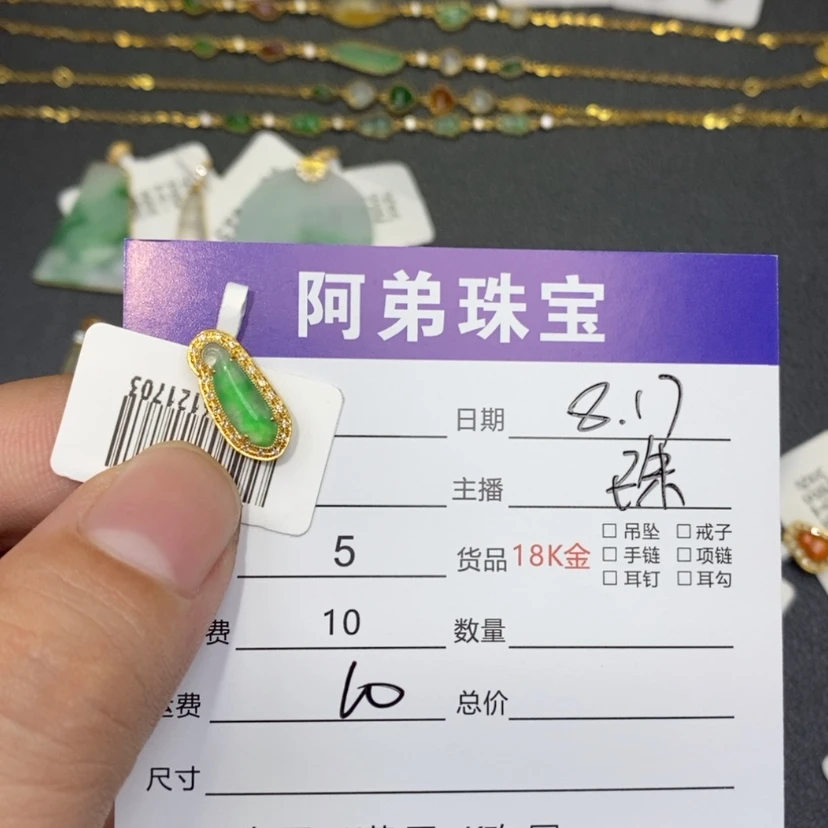 阿弟珠宝
日期 8.17
主播 珠
5 货品 18K金 □ 吊坠 □ 戒子
□ 手链 □ 项链
□ 耳钉 □ 耳勾
费 10 数量
运费 10 总价
尺寸
121703